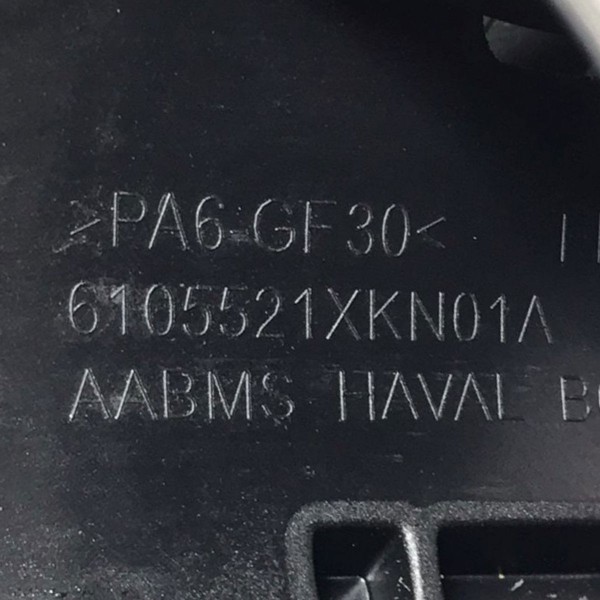 >PA6-GF30<
6105521XKN01A
AABMS HAVAL